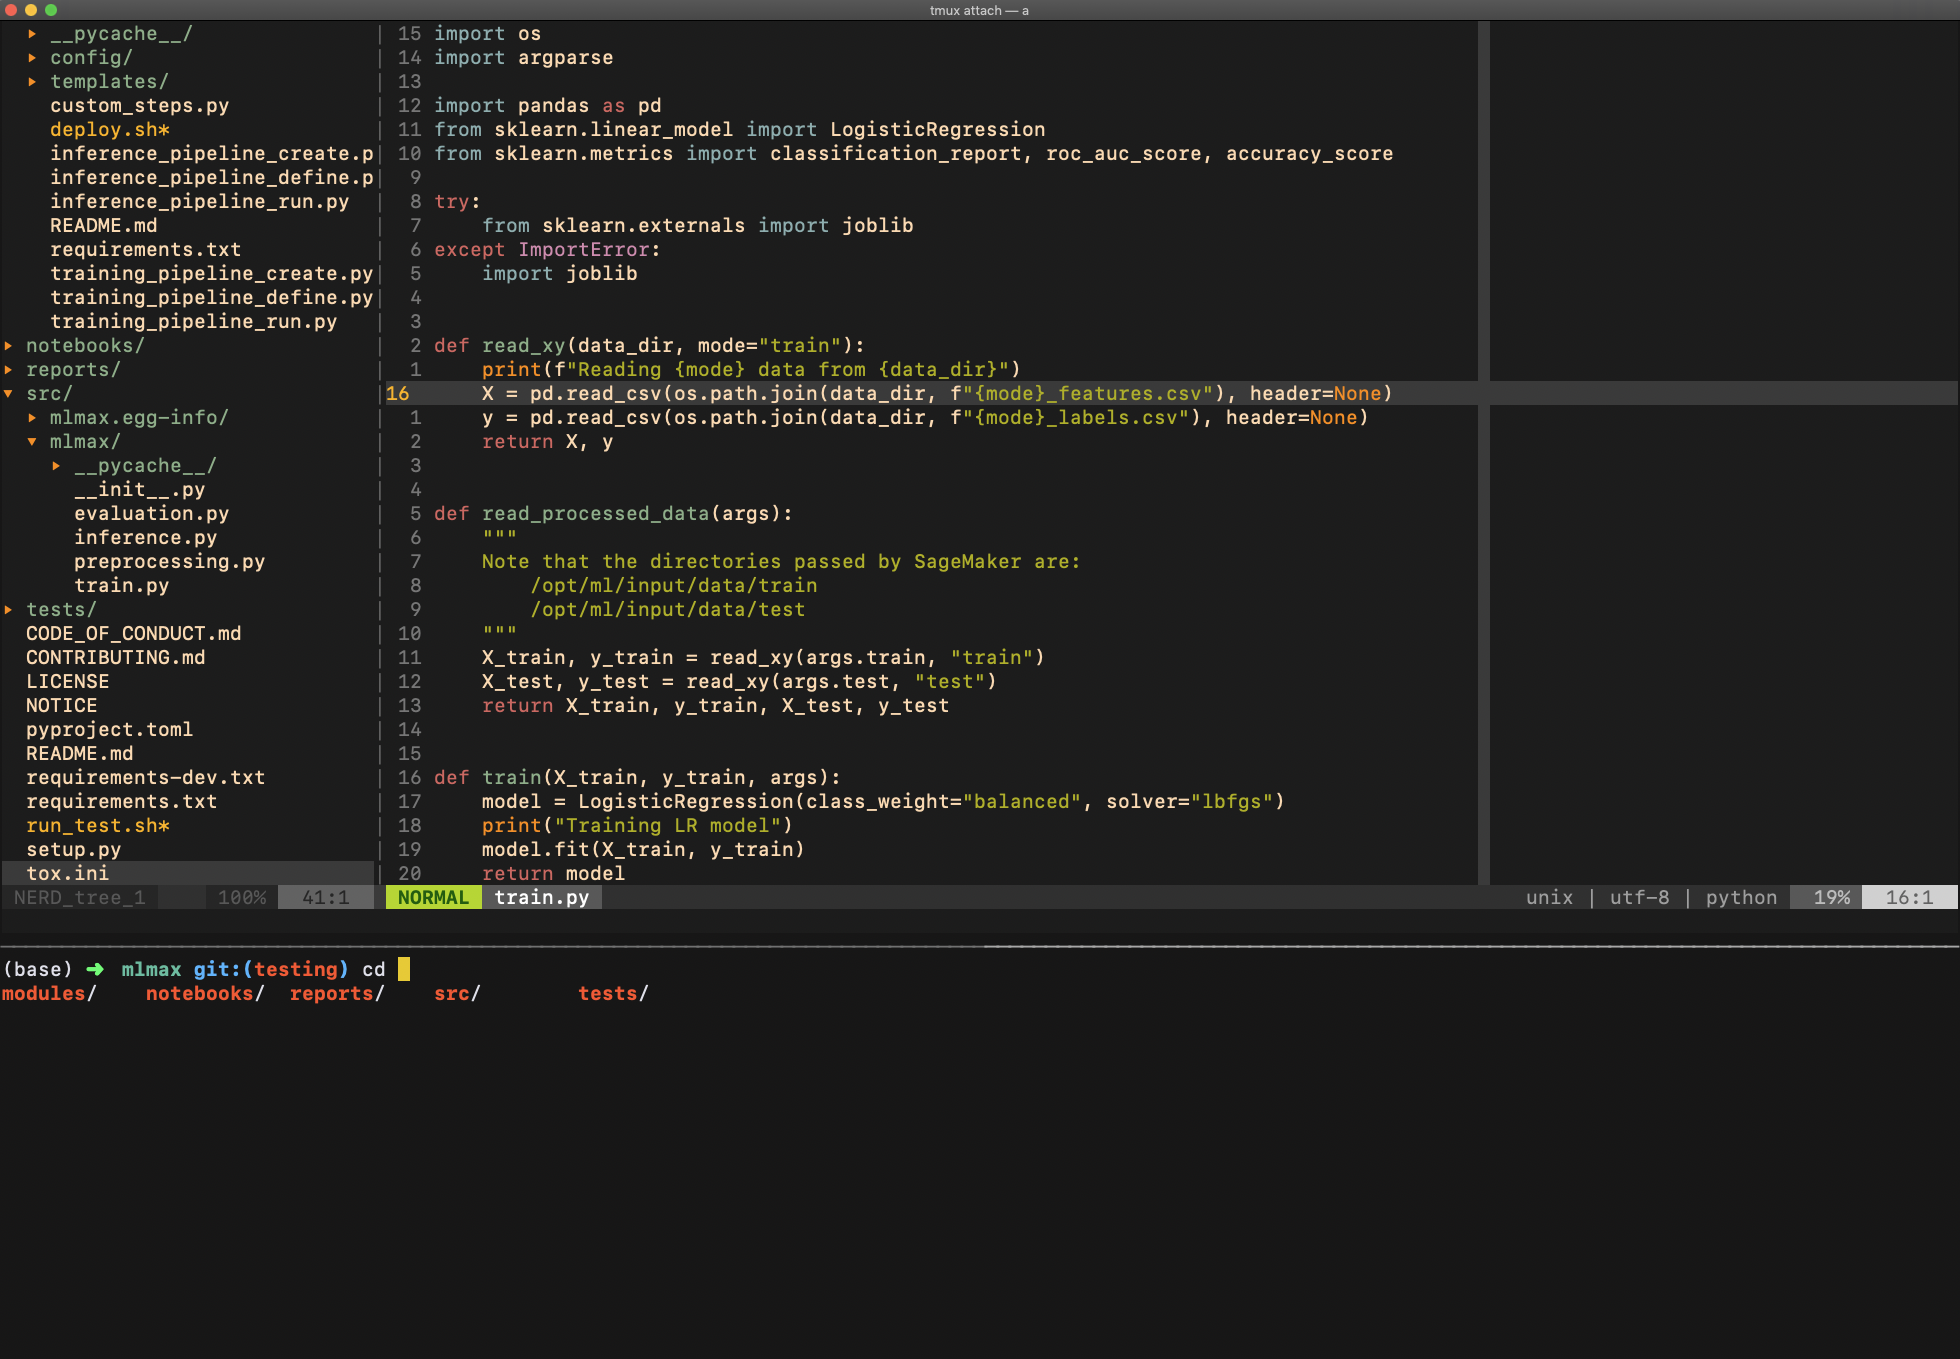 tmux attach — a
▸ __pycache__/
▸ config/
▸ templates/
custom_steps.py
deploy.sh*
inference_pipeline_create.p
inference_pipeline_define.p
inference_pipeline_run.py
README.md
requirements.txt
training_pipeline_create.py
training_pipeline_define.py
training_pipeline_run.py
▸ notebooks/
▸ reports/
▾ src/
▸ mlmax.egg-info/
▾ mlmax/
▸ __pycache__/
__init__.py
evaluation.py
inference.py
preprocessing.py
train.py
▸ tests/
CODE_OF_CONDUCT.md
CONTRIBUTING.md
LICENSE
NOTICE
pyproject.toml
README.md
requirements-dev.txt
requirements.txt
run_test.sh*
setup.py
tox.ini
NERD_tree_1 100% 41:1
15 import os
14 import argparse
13
12 import pandas as pd
11 from sklearn.linear_model import LogisticRegression
10 from sklearn.metrics import classification_report, roc_auc_score, accuracy_score
9
8 try:
7     from sklearn.externals import joblib
6 except ImportError:
5     import joblib
4
3
2 def read_xy(data_dir, mode="train"):
1     print(f"Reading {mode} data from {data_dir}")
16     X = pd.read_csv(os.path.join(data_dir, f"{mode}_features.csv"), header=None)
1     y = pd.read_csv(os.path.join(data_dir, f"{mode}_labels.csv"), header=None)
2     return X, y
3
4
5 def read_processed_data(args):
6     """
7     Note that the directories passed by SageMaker are:
8         /opt/ml/input/data/train
9         /opt/ml/input/data/test
10     """
11     X_train, y_train = read_xy(args.train, "train")
12     X_test, y_test = read_xy(args.test, "test")
13     return X_train, y_train, X_test, y_test
14
15
16 def train(X_train, y_train, args):
17     model = LogisticRegression(class_weight="balanced", solver="lbfgs")
18     print("Training LR model")
19     model.fit(X_train, y_train)
20     return model
NORMAL train.py unix | utf-8 | python 19% 16:1
(base) ➜ mlmax git:(testing) cd
modules/ notebooks/ reports/ src/ tests/